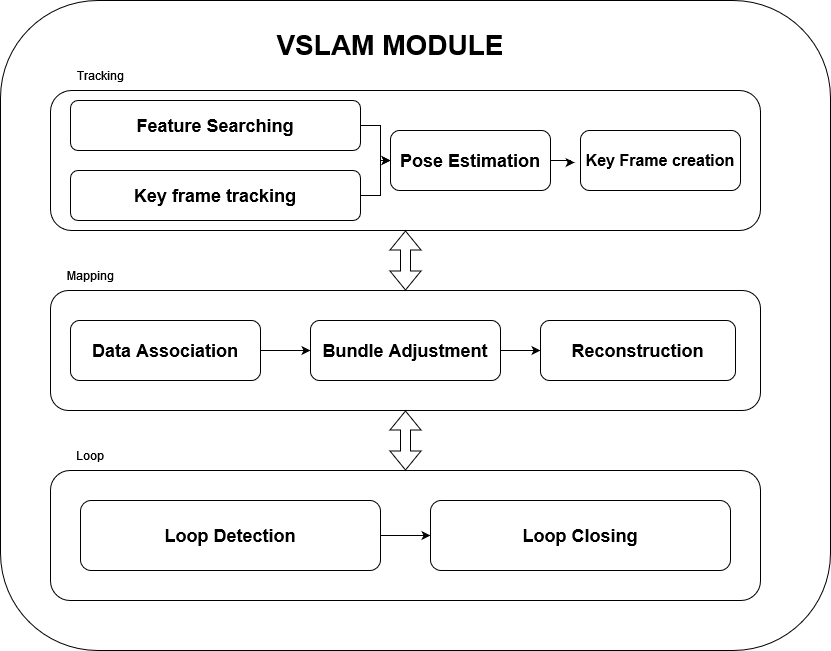 VSLAM MODULE
Tracking
Feature Searching
Key frame tracking
Pose Estimation
Key Frame creation
Mapping
Data Association
Bundle Adjustment
Reconstruction
Loop
Loop Detection
Loop Closing